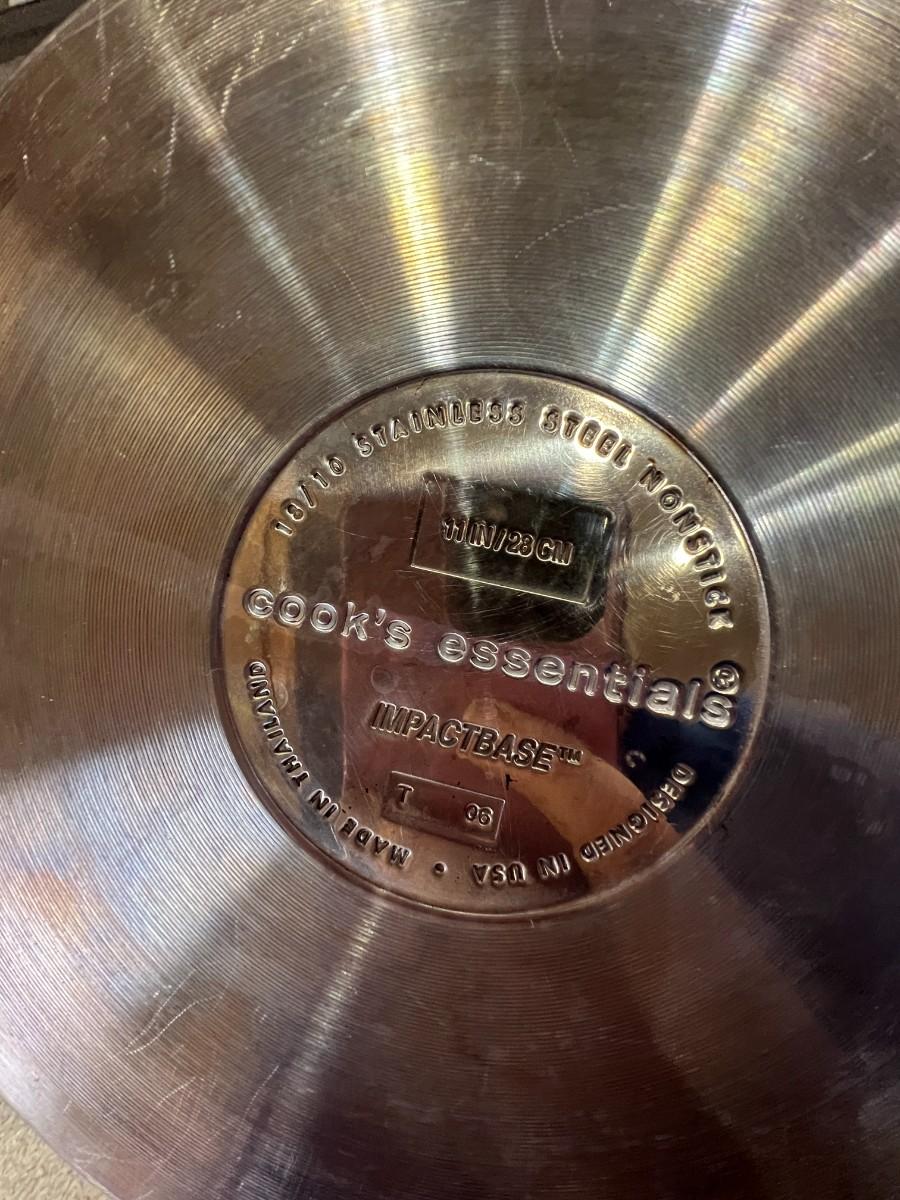 18/10 STAINLESS STEEL NONSTICK
11 IN/28 CM
cook's essentials®
IMPACTBASE™
T 06
MADE IN THAILAND • DESIGNED IN USA